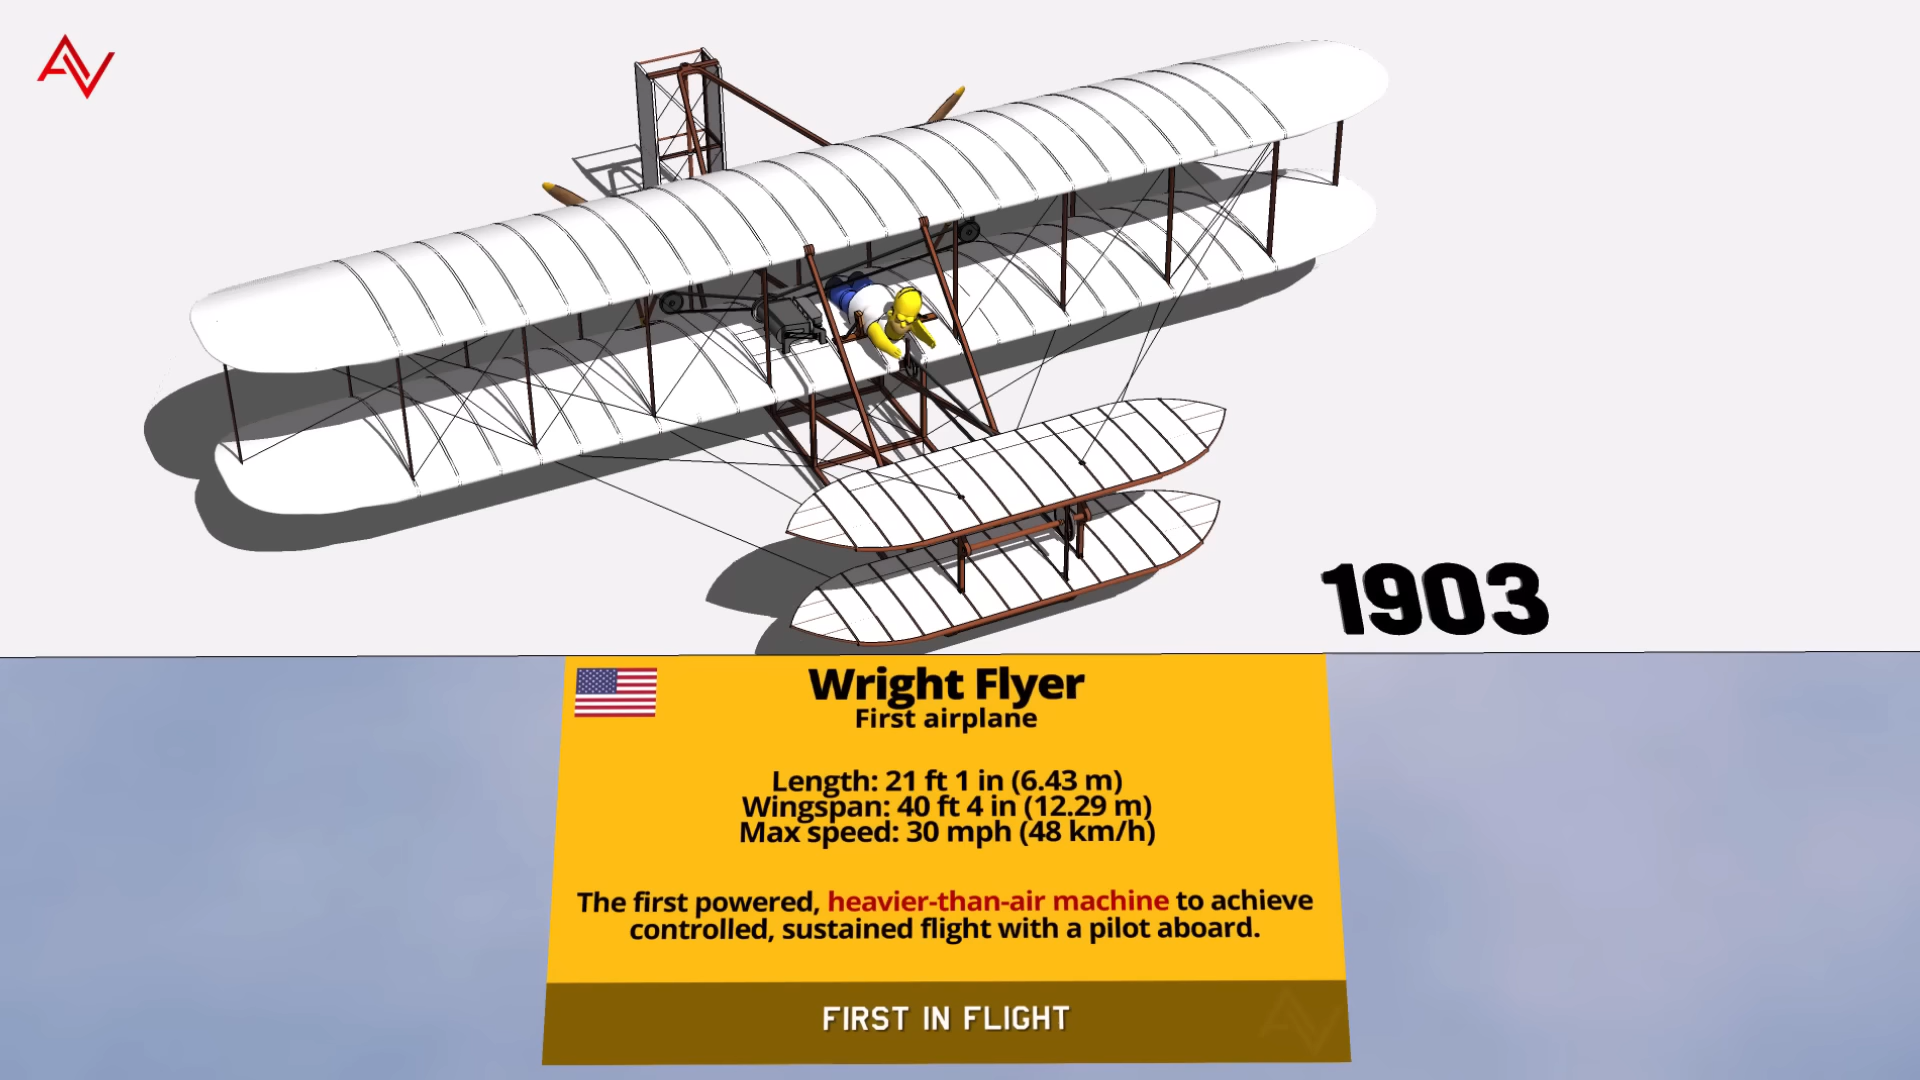 AV
1903
Wright Flyer
First airplane
Length: 21 ft 1 in (6.43 m)
Wingspan: 40 ft 4 in (12.29 m)
Max speed: 30 mph (48 km/h)
The first powered, heavier-than-air machine to achieve
controlled, sustained flight with a pilot aboard.
FIRST IN FLIGHT
AV